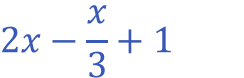 2x − x/3 + 1